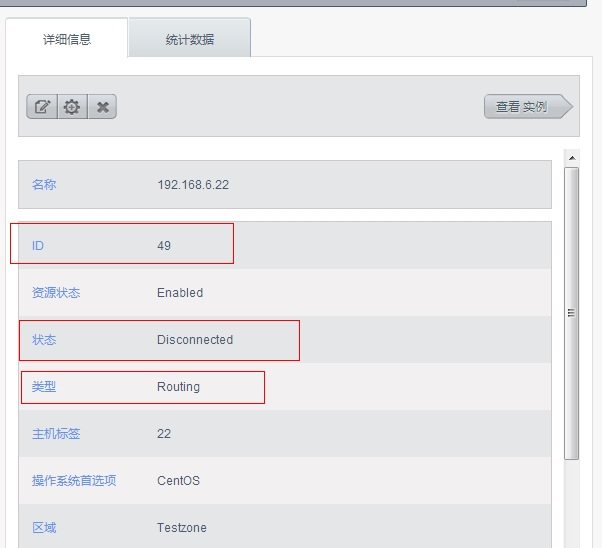 详细信息 统计数据
查看 实例
名称 192.168.6.22
ID 49
资源状态 Enabled
状态 Disconnected
类型 Routing
主机标签 22
操作系统首选项 CentOS
区域 Testzone